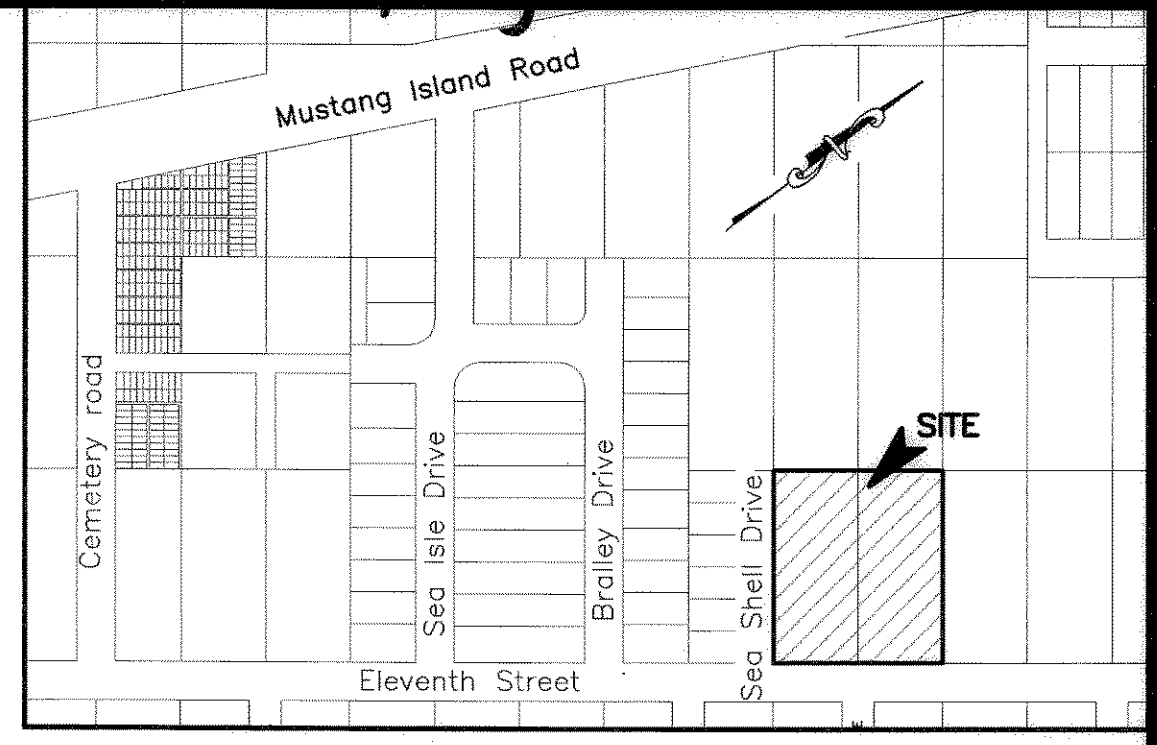 Mustang Island Road
N
SITE
Cemetery road
Sea Isle Drive
Bralley Drive
Sea Shell Drive
Eleventh Street